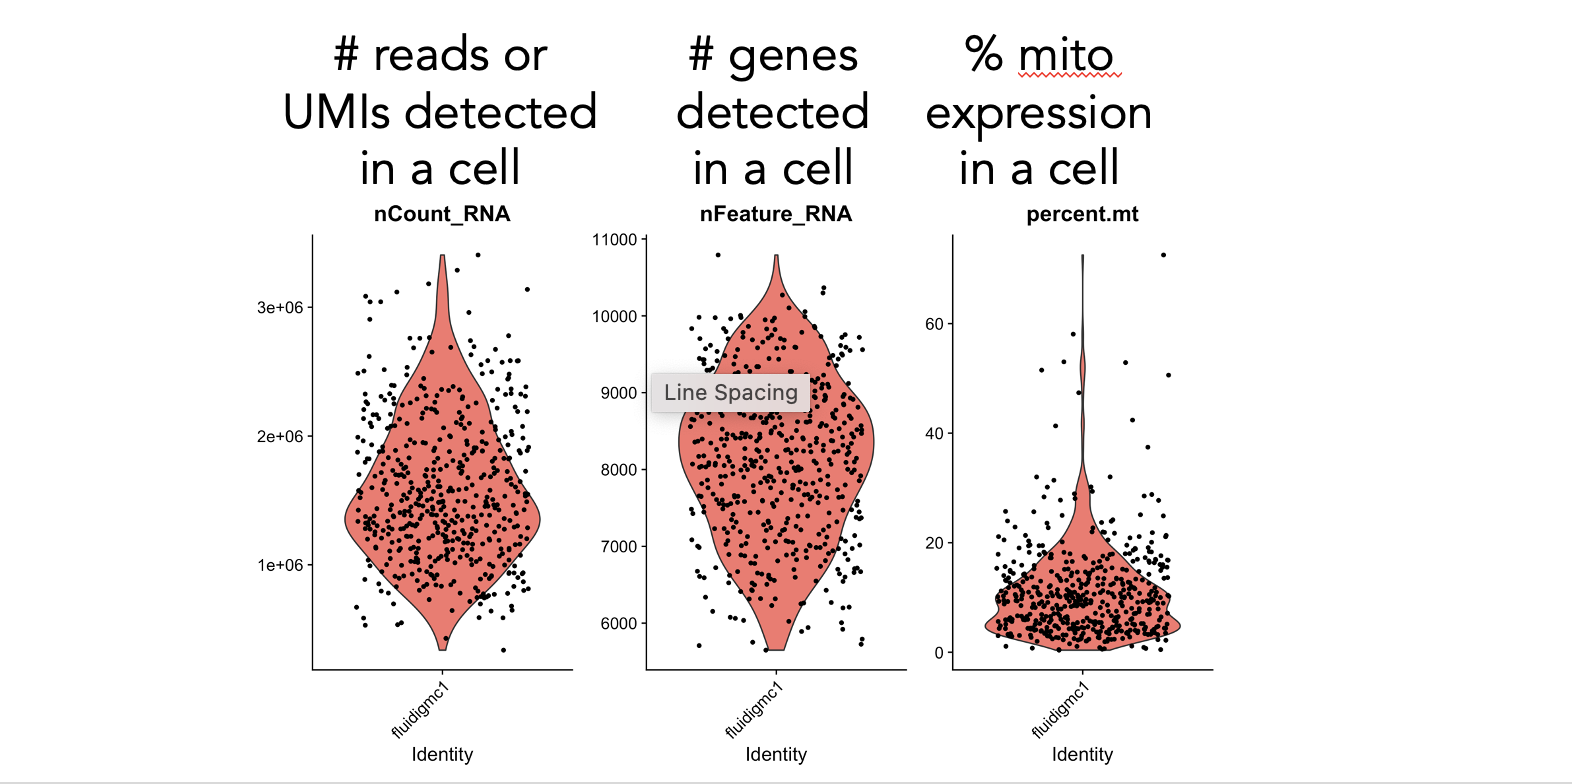 # reads or
UMIs detected
in a cell
# genes
detected
in a cell
% mito
expression
in a cell
nCount_RNA
3e+06
2e+06
1e+06
fluidigmc1
Identity
nFeature_RNA
11000
10000
9000
8000
7000
6000
Line Spacing
fluidigmc1
Identity
percent.mt
60
40
20
0
fluidigmc1
Identity